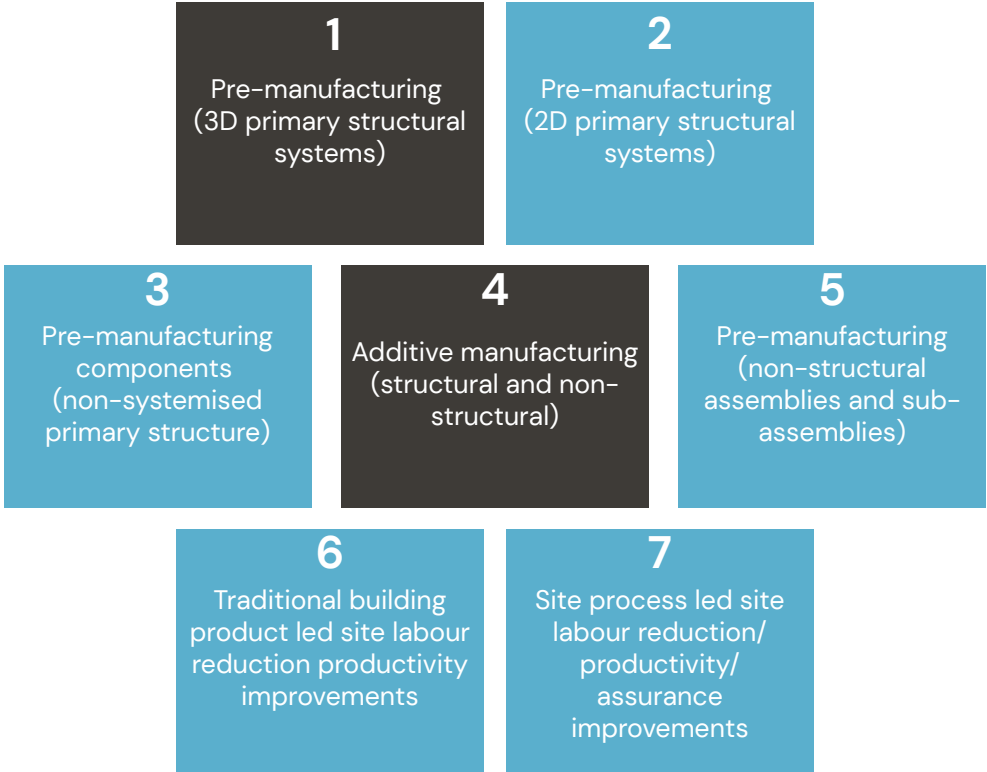 1
Pre-manufacturing
(3D primary structural
systems)
2
Pre-manufacturing
(2D primary structural
systems)
3
Pre-manufacturing
components
(non-systemised
primary structure)
4
Additive manufacturing
(structural and non-
structural)
5
Pre-manufacturing
(non-structural
assemblies and sub-
assemblies)
6
Traditional building
product led site labour
reduction productivity
improvements
7
Site process led site
labour reduction/
productivity/
assurance
improvements